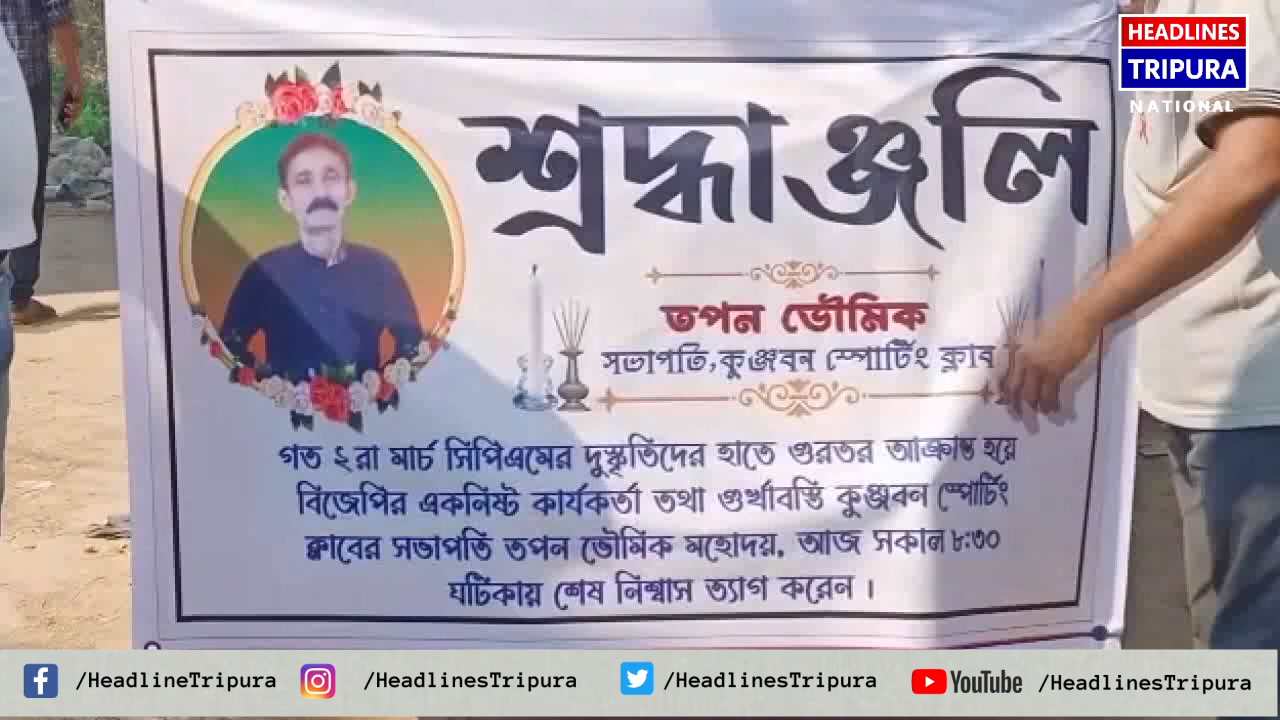 HEADLINES
TRIPURA
NATIONAL
শ্রদ্ধাঞ্জলি
তপন ভৌমিক
সভাপতি,কুঞ্জবন স্পোর্টিং ক্লাব
গত ২রা মার্চ সিপিএমের দুস্কৃতিদের হাতে গুরতর আক্রান্ত হয়ে
বিজেপির একনিষ্ট কার্যকর্তা তথা গুর্খাবস্তি কুঞ্জবন স্পোর্টিং
ক্লাবের সভাপতি তপন ভৌমিক মহোদয়, আজ সকাল ৮:৩০
ঘটিকায় শেষ নিশ্বাস ত্যাগ করেন ।
/HeadlineTripura /HeadlinesTripura /HeadlinesTripura YouTube /HeadlinesTripura